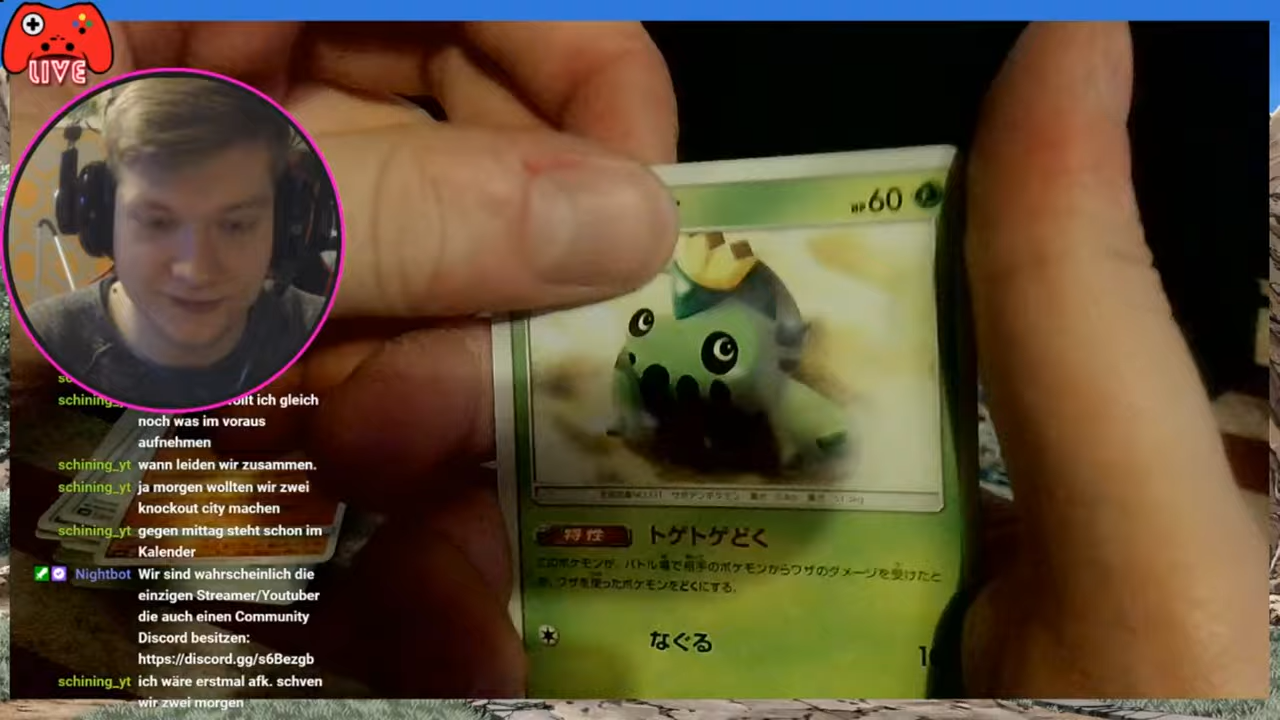 LIVE
HP60
特性 トゲトゲどく
このポケモンが、バトル場で相手のポケモンからワザのダメージを受けたと
き、ワザを使ったポケモンをどくにする。
なぐる
ollt ich gleich
noch was im voraus
aufnehmen
schining_yt wann leiden wir zusammen.
schining_yt ja morgen wollten wir zwei
knockout city machen
schining_yt gegen mittag steht schon im
Kalender
Nightbot Wir sind wahrscheinlich die
einzigen Streamer/Youtuber
die auch einen Community
Discord besitzen:
https://discord.gg/s6Bezgb
schining_yt ich wäre erstmal afk. schven
wir zwei morgen